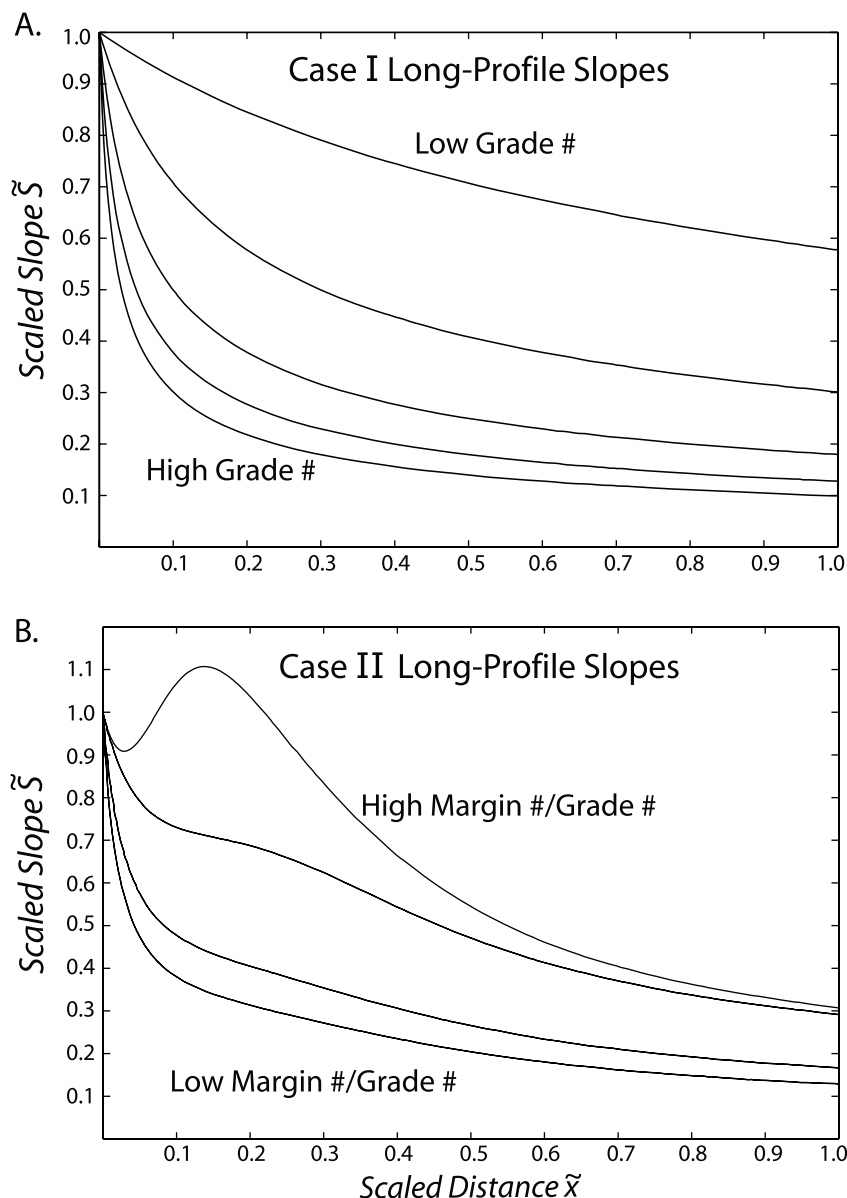 A.
Case I Long-Profile Slopes
Low Grade #
High Grade #
Scaled Slope S̃
1.0
0.9
0.8
0.7
0.6
0.5
0.4
0.3
0.2
0.1
0.1 0.2 0.3 0.4 0.5 0.6 0.7 0.8 0.9 1.0
B.
Case II Long-Profile Slopes
High Margin #/Grade #
Low Margin #/Grade #
Scaled Slope S̃
1.1
1.0
0.9
0.8
0.7
0.6
0.5
0.4
0.3
0.2
0.1
0.1 0.2 0.3 0.4 0.5 0.6 0.7 0.8 0.9 1.0
Scaled Distance x̃